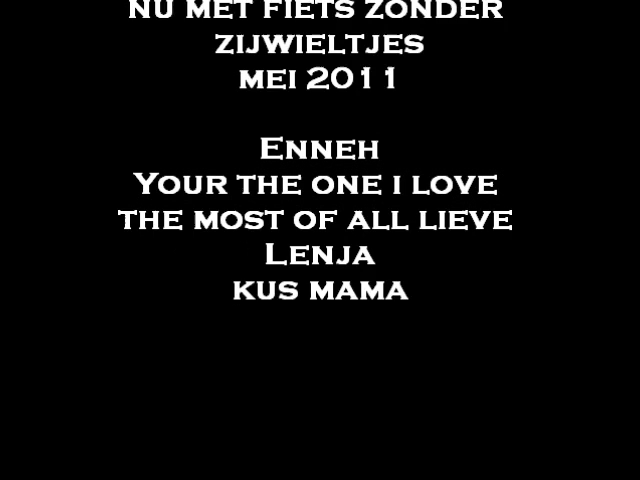 NU MET FIETS ZONDER
ZIJWIELTJES
MEI 2011
ENNEH
YOUR THE ONE I LOVE
THE MOST OF ALL LIEVE
LENJA
KUS MAMA